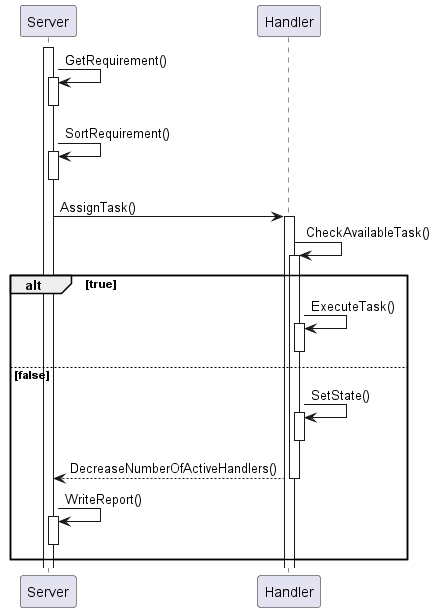 Server
Handler
GetRequirement()
SortRequirement()
AssignTask()
CheckAvailableTask()
alt
[true]
ExecuteTask()
[false]
SetState()
DecreaseNumberOfActiveHandlers()
WriteReport()
Server
Handler